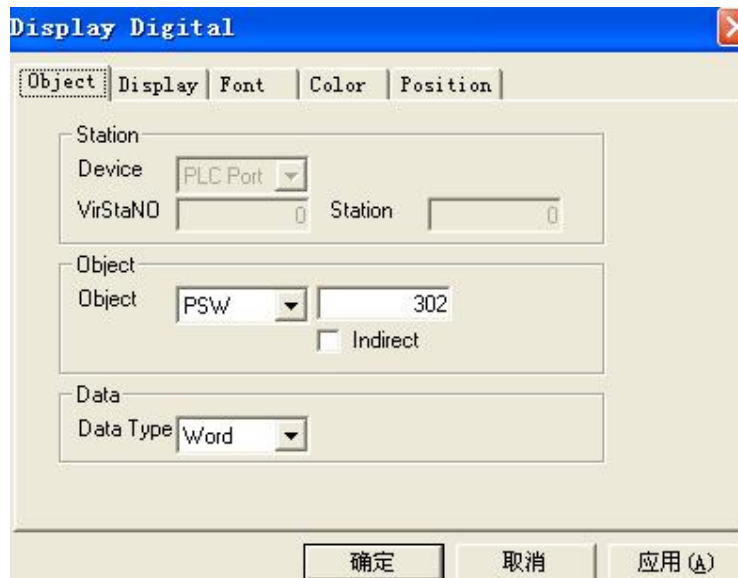 Display Digital
Object Display Font Color Position
Station
Device PLC Port
VirStaNO 0 Station 0
Object
Object PSW 302
Indirect
Data
Data Type Word
确定 取消 应用(A)